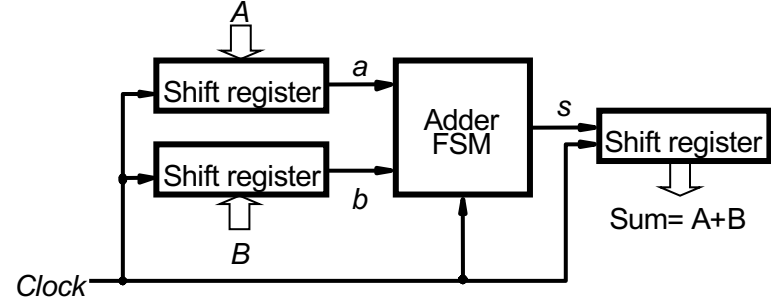 A
Shift register
a
Adder
FSM
s
Shift register
Shift register
b
B
Sum= A+B
Clock